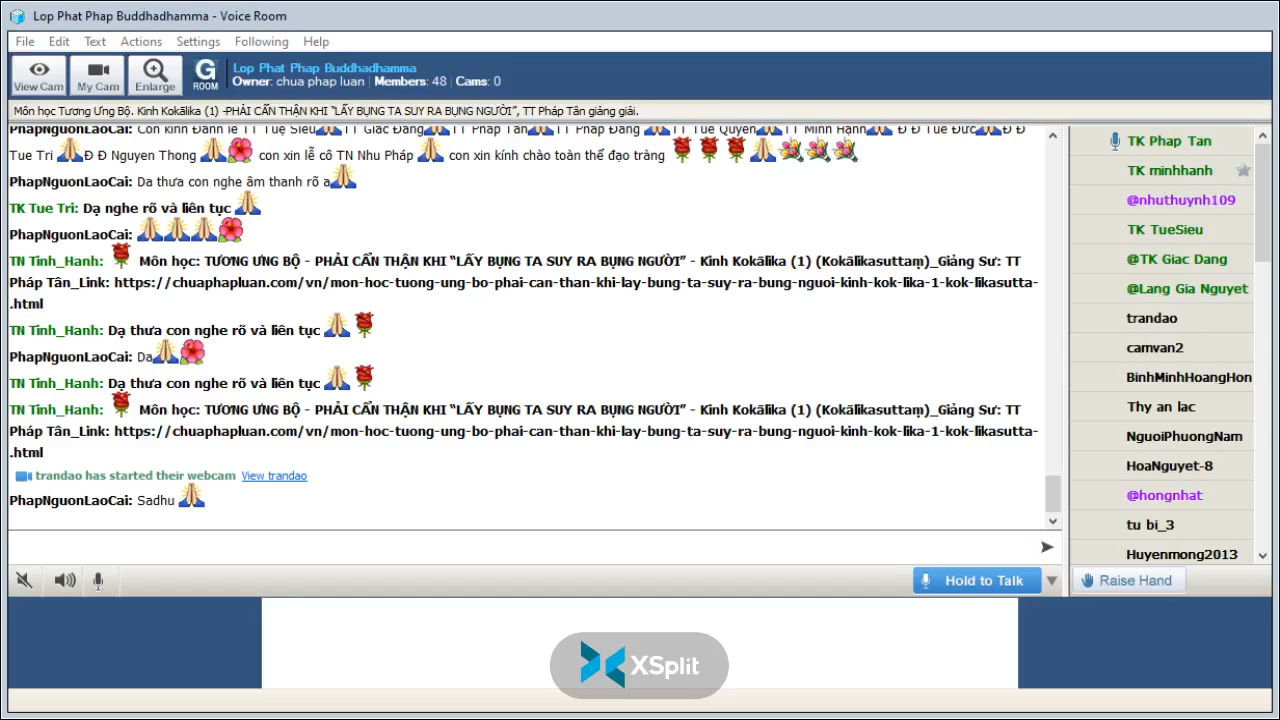 Lop Phat Phap Buddhadhamma - Voice Room
File Edit Text Actions Settings Following Help
View Cam My Cam Enlarge G ROOM
Lop Phat Phap Buddhadhamma
Owner: chua phap luan | Members: 48 | Cams: 0
Môn học Tương Ưng Bộ. Kinh Kokālika (1) -PHẢI CẨN THẬN KHI “LẤY BỤNG TA SUY RA BỤNG NGƯỜI”, TT Pháp Tân giảng giải.
PhapNguonLaoCai: Con kính Đảnh lễ TT Tuệ Siêu TT Giác Đẳng TT Pháp Tân TT Pháp Đăng TT Tuệ Quyền TT Minh Hạnh Đ Đ Tuệ Đức Đ Đ
Tue Tri Đ Đ Nguyen Thong con xin lễ cô TN Nhu Pháp con xin kính chào toàn thể đạo tràng
PhapNguonLaoCai: Da thưa con nghe âm thanh rõ a
TK Tue Tri: Dạ nghe rõ và liên tục
PhapNguonLaoCai:
TN Tinh_Hanh: Môn học: TƯƠNG ƯNG BỘ - PHẢI CẨN THẬN KHI “LẤY BỤNG TA SUY RA BỤNG NGƯỜI” - Kinh Kokālika (1) (Kokālikasuttaṃ)_Giảng Sư: TT
Pháp Tân_Link: https://chuaphapluan.com/vn/mon-hoc-tuong-ung-bo-phai-can-than-khi-lay-bung-ta-suy-ra-bung-nguoi-kinh-kok-lika-1-kok-likasutta-
.html
TN Tinh_Hanh: Dạ thưa con nghe rõ và liên tục
PhapNguonLaoCai: Da
TN Tinh_Hanh: Dạ thưa con nghe rõ và liên tục
TN Tinh_Hanh: Môn học: TƯƠNG ƯNG BỘ - PHẢI CẨN THẬN KHI “LẤY BỤNG TA SUY RA BỤNG NGƯỜI” - Kinh Kokālika (1) (Kokālikasuttaṃ)_Giảng Sư: TT
Pháp Tân_Link: https://chuaphapluan.com/vn/mon-hoc-tuong-ung-bo-phai-can-than-khi-lay-bung-ta-suy-ra-bung-nguoi-kinh-kok-lika-1-kok-likasutta-
.html
trandao has started their webcam View trandao
PhapNguonLaoCai: Sadhu
Hold to Talk
TK Phap Tan
TK minhhanh
@nhuthuynh109
TK TueSieu
@TK Giac Dang
@Lang Gia Nguyet
trandao
camvan2
BinhMinhHoangHon
Thy an lac
NguoiPhuongNam
HoaNguyet-8
@hongnhat
tu bi_3
Huyenmong2013
Raise Hand
XSplit